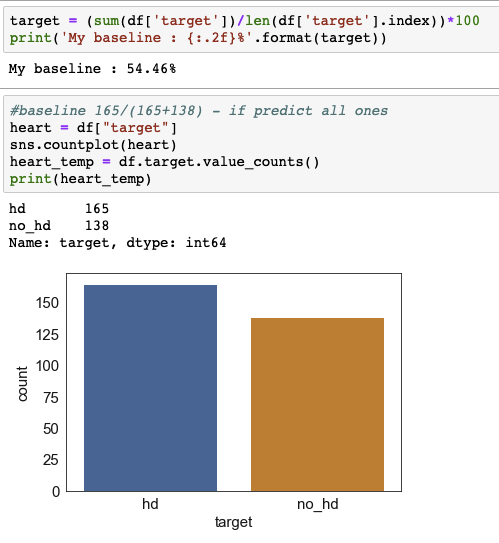 target = (sum(df['target'])/len(df['target'].index))*100
print('My baseline : {:.2f}%'.format(target))
My baseline : 54.46%
#baseline 165/(165+138) - if predict all ones
heart = df["target"]
sns.countplot(heart)
heart_temp = df.target.value_counts()
print(heart_temp)
hd 165
no_hd 138
Name: target, dtype: int64
150
125
100
75
50
25
0
count
hd no_hd
target